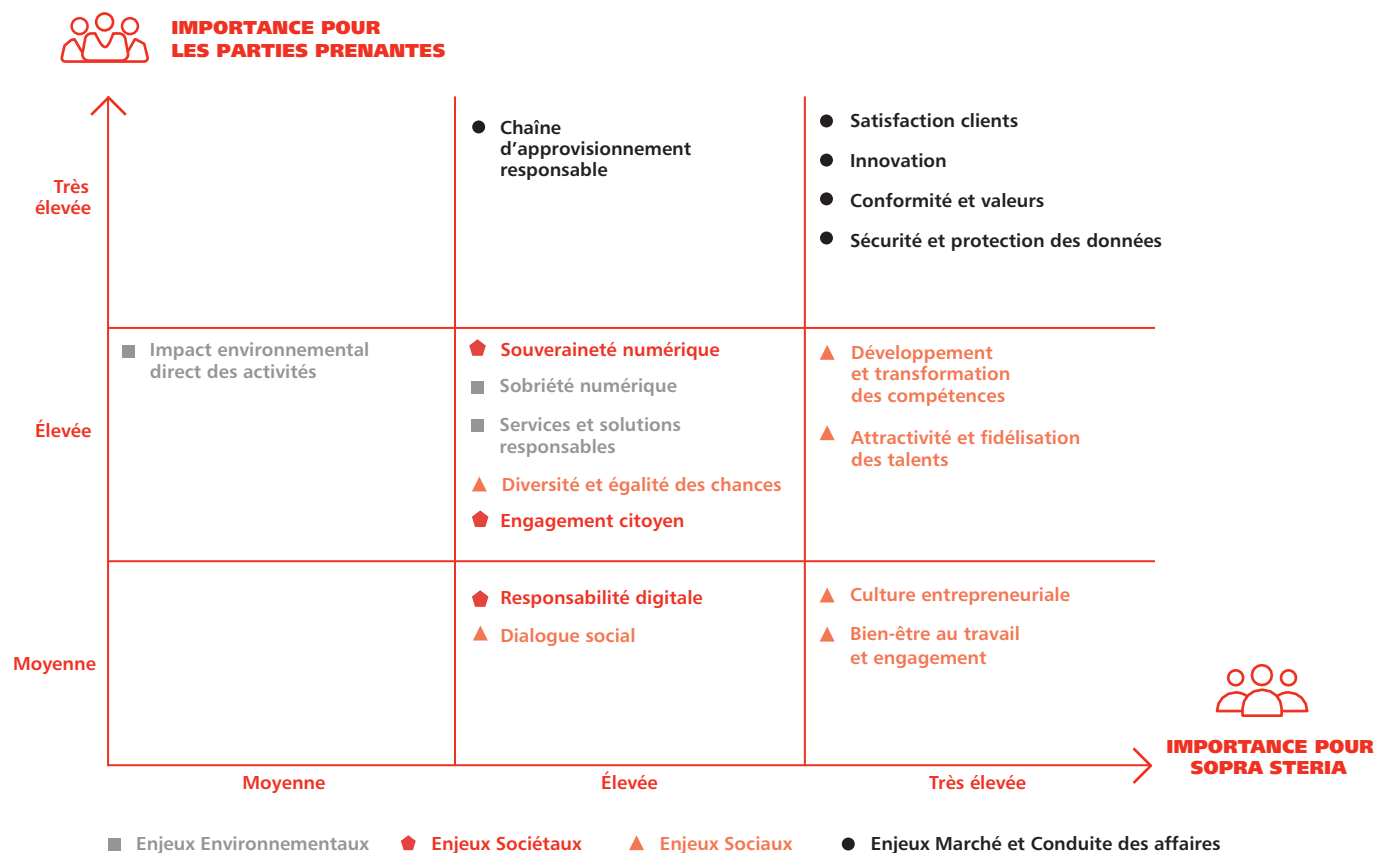 IMPORTANCE POUR
LES PARTIES PRENANTES
Très
élevée
Chaîne
d’approvisionnement
responsable
Satisfaction clients
Innovation
Conformité et valeurs
Sécurité et protection des données
Élevée
Impact environnemental
direct des activités
Souveraineté numérique
Sobriété numérique
Services et solutions
responsables
Diversité et égalité des chances
Engagement citoyen
Développement
et transformation
des compétences
Attractivité et fidélisation
des talents
Moyenne
Responsabilité digitale
Dialogue social
Culture entrepreneuriale
Bien-être au travail
et engagement
IMPORTANCE POUR
SOPRA STERIA
Moyenne
Élevée
Très élevée
Enjeux Environnementaux
Enjeux Sociétaux
Enjeux Sociaux
Enjeux Marché et Conduite des affaires